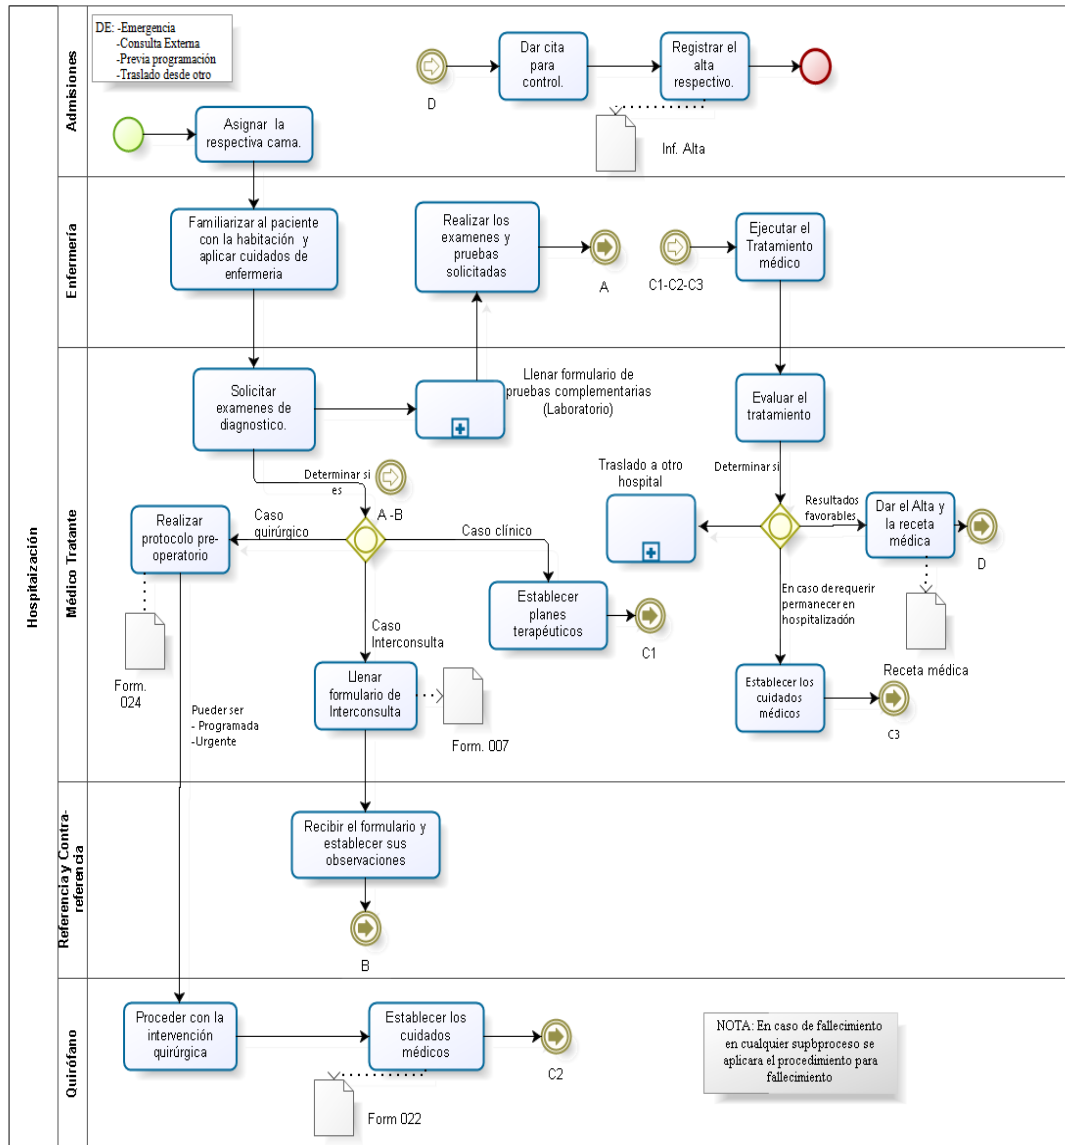 Hospitaización
Admisiones
DE: -Emergencia
-Consulta Externa
-Previa programación
-Traslado desde otro
Asignar la
respectiva cama.
D
Dar cita
para
control.
Registrar el
alta
respectivo.
Inf. Alta
Enfermería
Familiarizar al paciente
con la habitación y
aplicar cuidados de
enfermeria
Realizar los
examenes y
pruebas
solicitadas
A
C1-C2-C3
Ejecutar el
Tratamiento
médico
Médico Tratante
Solicitar
examenes de
diagnostico.
Llenar formulario de
pruebas complementarias
(Laboratorio)
Evaluar el
tratamiento
Determinar si
es
A -B
Caso
quirúrgico
Realizar
protocolo pre-
operatorio
Form.
024
Caso clínico
Establecer
planes
terapéuticos
C1
Caso
Interconsulta
Llenar
formulario de
Interconsulta
Form. 007
Pueder ser
- Programada
-Urgente
Determinar si
Traslado a otro
hospital
Resultados
favorables
Dar el Alta y
la receta
médica
D
Receta médica
En caso de requerir
permanecer en
hospitalización
Establecer los
cuidados
médicos
C3
Referencia y Contra-
referencia
Recibir el formulario y
establecer sus
observaciones
B
Quirófano
Proceder con la
intervención
quirúrgica
Establecer los
cuidados
médicos
C2
Form 022
NOTA: En caso de fallecimiento
en cualquier supbproceso se
aplicara el procedimiento para
fallecimiento